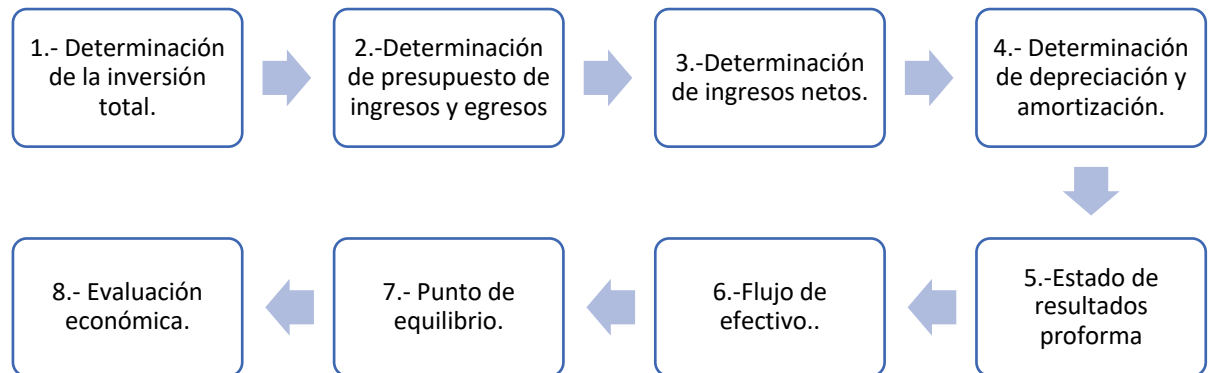 1.- Determinación
de la inversión
total.
2.-Determinación
de presupuesto de
ingresos y egresos
3.-Determinación
de ingresos netos.
4.- Determinación
de depreciación y
amortización.
5.-Estado de
resultados
proforma
6.-Flujo de
efectivo..
7.- Punto de
equilibrio.
8.- Evaluación
económica.